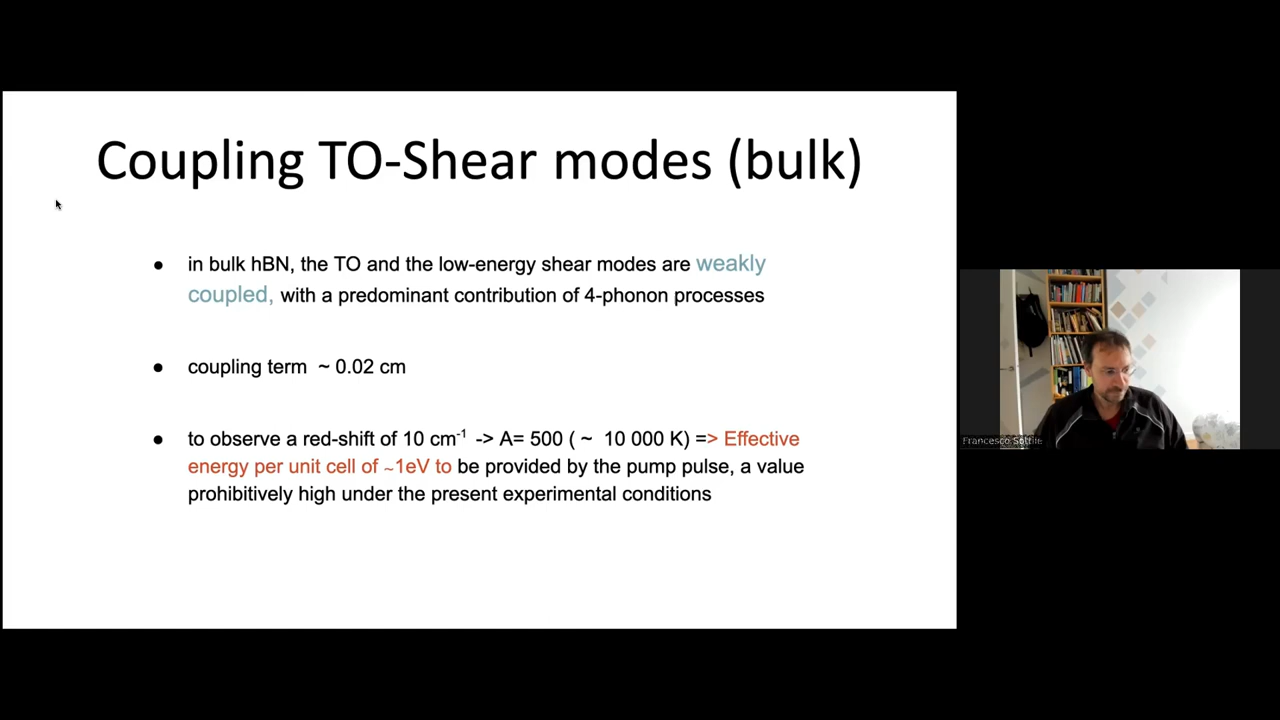 Coupling TO-Shear modes (bulk)
● in bulk hBN, the TO and the low-energy shear modes are weakly
coupled, with a predominant contribution of 4-phonon processes
● coupling term ~ 0.02 cm
● to observe a red-shift of 10 cm⁻¹ -> A= 500 ( ~ 10 000 K) => Effective
energy per unit cell of ~1eV to be provided by the pump pulse, a value
prohibitively high under the present experimental conditions
Francesco Sottile